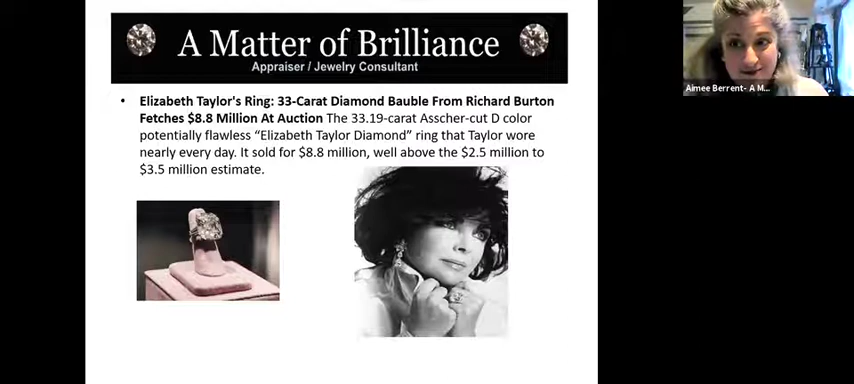 A Matter of Brilliance
Appraiser / Jewelry Consultant
Aimee Berrent- A M...
• Elizabeth Taylor's Ring: 33-Carat Diamond Bauble From Richard Burton
Fetches $8.8 Million At Auction The 33.19-carat Asscher-cut D color
potentially flawless “Elizabeth Taylor Diamond” ring that Taylor wore
nearly every day. It sold for $8.8 million, well above the $2.5 million to
$3.5 million estimate.